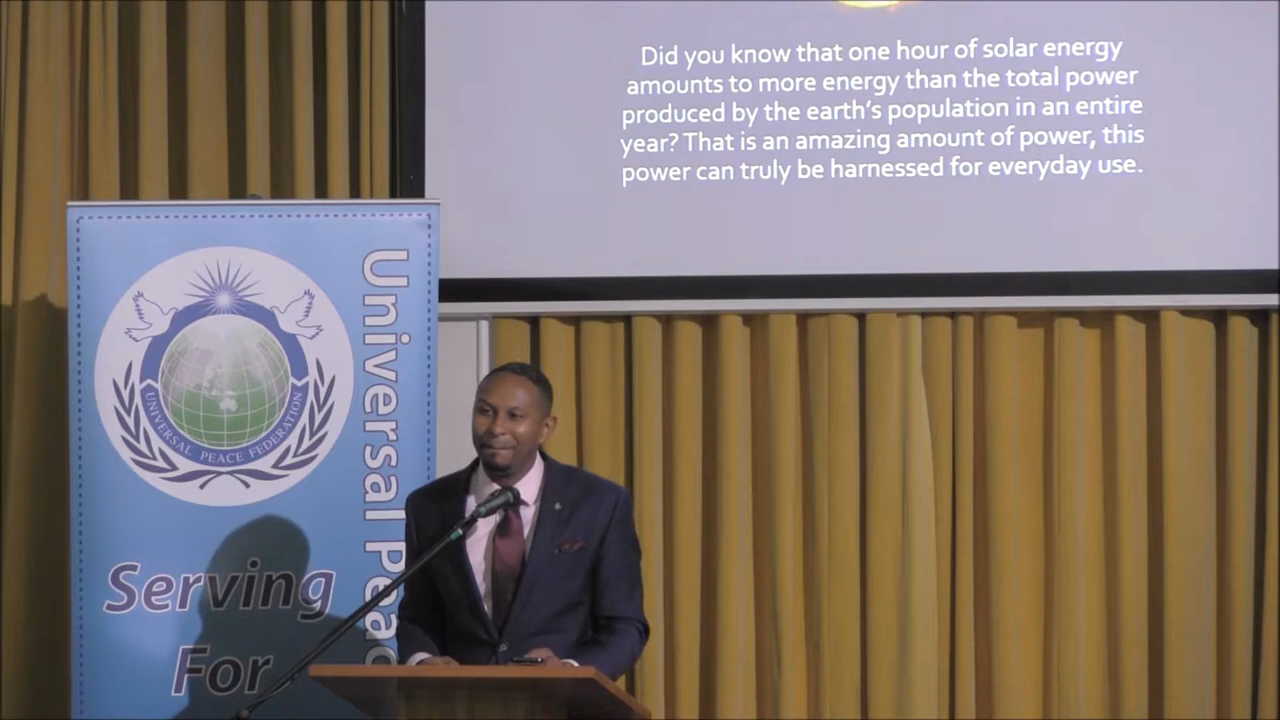 Did you know that one hour of solar energy
amounts to more energy than the total power
produced by the earth's population in an entire
year? That is an amazing amount of power, this
power can truly be harnessed for everyday use.
Universal Peac
UNIVERSAL PEACE FEDERATION
Serving
For